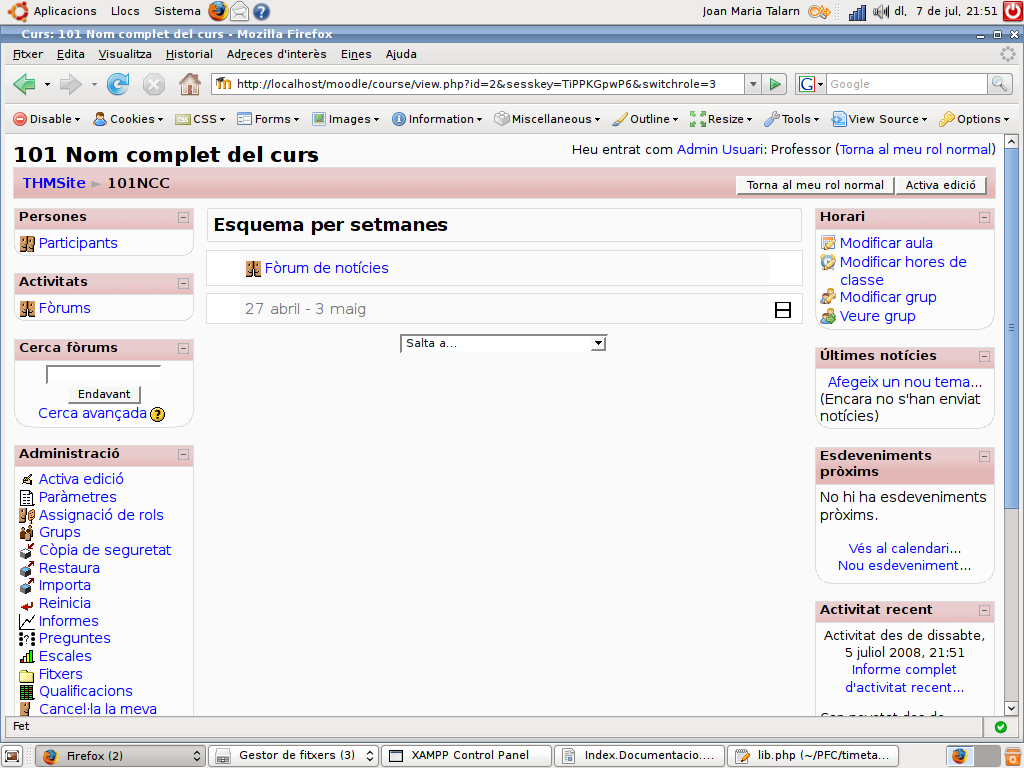 Aplicacions Llocs Sistema Joan Maria Talarn dl, 7 de jul, 21:51
Curs: 101 Nom complet del curs - Mozilla Firefox
Fitxer Edita Visualitza Historial Adreces d'interès Eines Ajuda
http://localhost/moodle/course/view.php?id=2&sesskey=TiPPKGpwP6&switchrole=3 Google
Disable Cookies CSS Forms Images Information Miscellaneous Outline Resize Tools View Source Options
101 Nom complet del curs
Heu entrat com Admin Usuari: Professor (Torna al meu rol normal)
THMSite ► 101NCC
Torna al meu rol normal Activa edició
Persones
Participants
Activitats
Fòrums
Cerca fòrums
Endavant
Cerca avançada
Administració
Activa edició
Paràmetres
Assignació de rols
Grups
Còpia de seguretat
Restaura
Importa
Reinicia
Informes
Preguntes
Escales
Fitxers
Qualificacions
Cancel·la la meva
Esquema per setmanes
Fòrum de notícies
27 abril - 3 maig
Salta a...
Horari
Modificar aula
Modificar hores de
classe
Modificar grup
Veure grup
Últimes notícies
Afegeix un nou tema...
(Encara no s'han enviat
notícies)
Esdeveniments
pròxims
No hi ha esdeveniments
pròxims.
Vés al calendari...
Nou esdeveniment...
Activitat recent
Activitat des de dissabte,
5 juliol 2008, 21:51
Informe complet
d'activitat recent...
Fet
Firefox (2) Gestor de fitxers (3) XAMPP Control Panel Index.Documentacio.... lib.php (~/PFC/timeta...